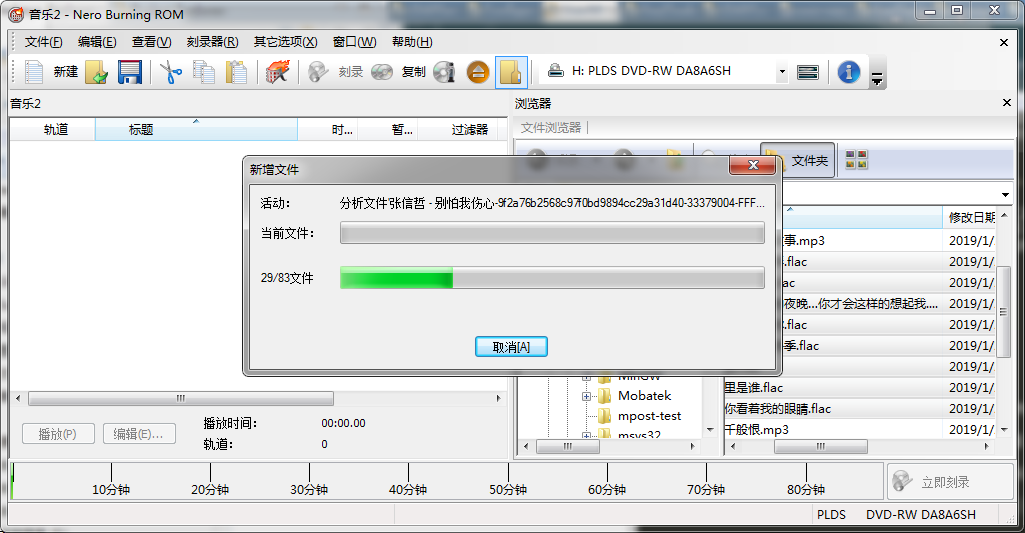 音乐2 - Nero Burning ROM
文件(F) 编辑(E) 查看(V) 刻录器(R) 其它选项(X) 窗口(W) 帮助(H)
新建 刻录 复制 H: PLDS DVD-RW DA8A6SH
音乐2 浏览器
轨道 标题 时... 暂... 过滤器
文件浏览器
文件夹
新增文件
活动: 分析文件'张信哲 - 别怕我伤心-9f2a76b2568c97f0bd9894cc29a31d40-33379004-FFF...
当前文件:
29/83文件
取消[A]
修改日期
事.mp3 2019/1/
.flac 2019/1/
ac 2019/1/
夜晚...你才会这样的想起我.... 2019/1/
.flac 2019/1/
季.flac 2019/1/
2019/1/
里是谁.flac 2019/1/
你看着我的眼睛.flac 2019/1/
千般恨.mp3 2019/1/
MinGW
Mobatek
mpost-test
msys32
播放(P) 编辑(E)... 播放时间: 00:00.00
轨道: 0
10分钟 20分钟 30分钟 40分钟 50分钟 60分钟 70分钟 80分钟
立即刻录
PLDS DVD-RW DA8A6SH